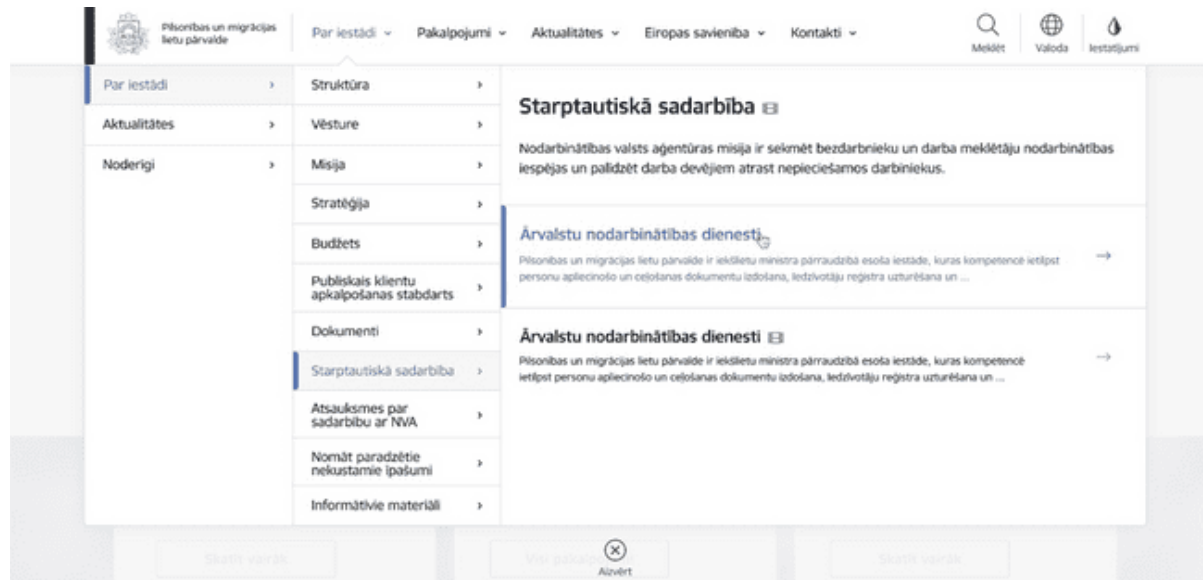 Pilsonības un migrācijas
lietu pārvalde
Par iestādi
Pakalpojumi
Aktualitātes
Eiropas savienība
Kontakti
Meklēt
Valoda
Iestatījumi
Par iestādi
Aktualitātes
Noderīgi
Struktūra
Vēsture
Misija
Stratēģija
Budžets
Publiskais klientu
apkalpošanas stabdarts
Dokumenti
Starptautiskā sadarbība
Atsauksmes par
sadarbību ar NVA
Nomāt paradzētie
nekustamie īpašumi
Informātīvie materiāli
Starptautiskā sadarbība
Nodarbinātības valsts aģentūras misija ir sekmēt bezdarbnieku un darba meklētāju nodarbinātības
iespējas un palīdzēt darba devējiem atrast nepieciešamos darbiniekus.
Ārvalstu nodarbinātības dienesti
Pilsonības un migrācijas lietu pārvalde ir iekšlietu ministra pārraudzībā esoša iestāde, kuras kompetencē ietilpst
personu apliecinošo un ceļošanas dokumentu izdošana, Iedzīvotāju reģistra uzturēšana un ...
Ārvalstu nodarbinātības dienesti
Pilsonības un migrācijas lietu pārvalde ir iekšlietu ministra pārraudzībā esoša iestāde, kuras kompetencē
ietilpst personu apliecinošo un ceļošanas dokumentu izdošana, Iedzīvotāju reģistra uzturēšana un ...
Skatīt vairāk
Visi
Skatīt vairāk
Aizvērt